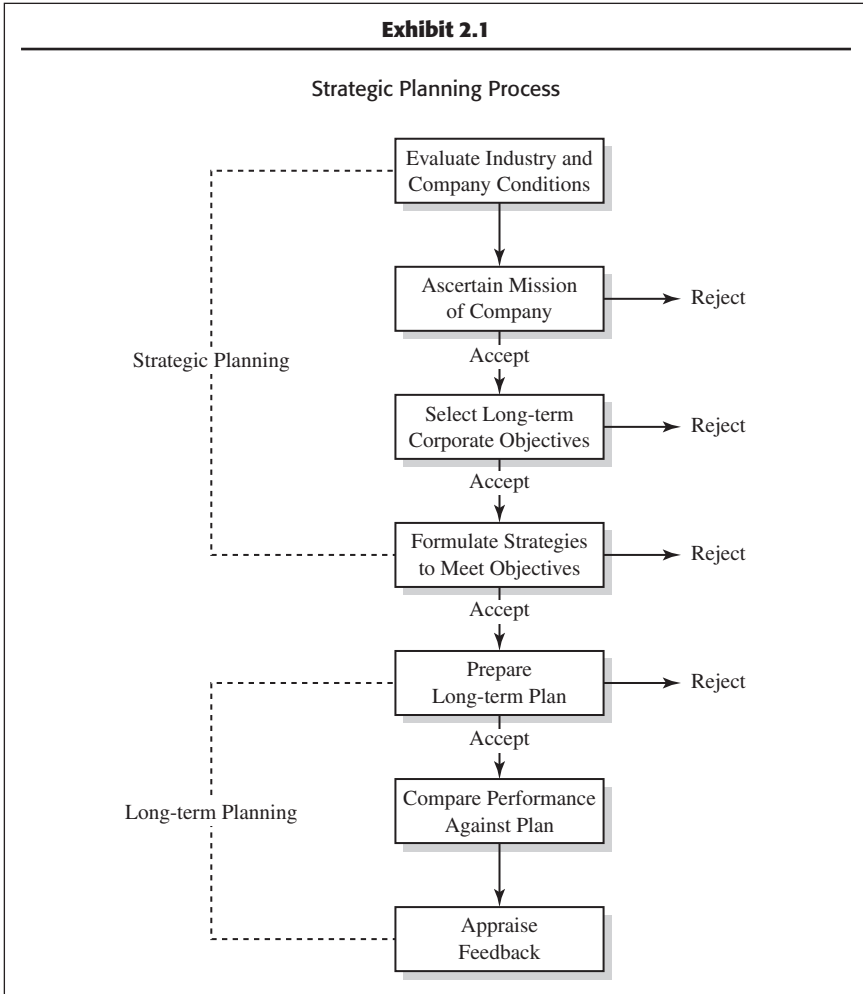 Exhibit 2.1
Strategic Planning Process
Evaluate Industry and
Company Conditions
Ascertain Mission
of Company
Reject
Accept
Strategic Planning
Select Long-term
Corporate Objectives
Reject
Accept
Formulate Strategies
to Meet Objectives
Reject
Accept
Prepare
Long-term Plan
Reject
Accept
Compare Performance
Against Plan
Long-term Planning
Appraise
Feedback